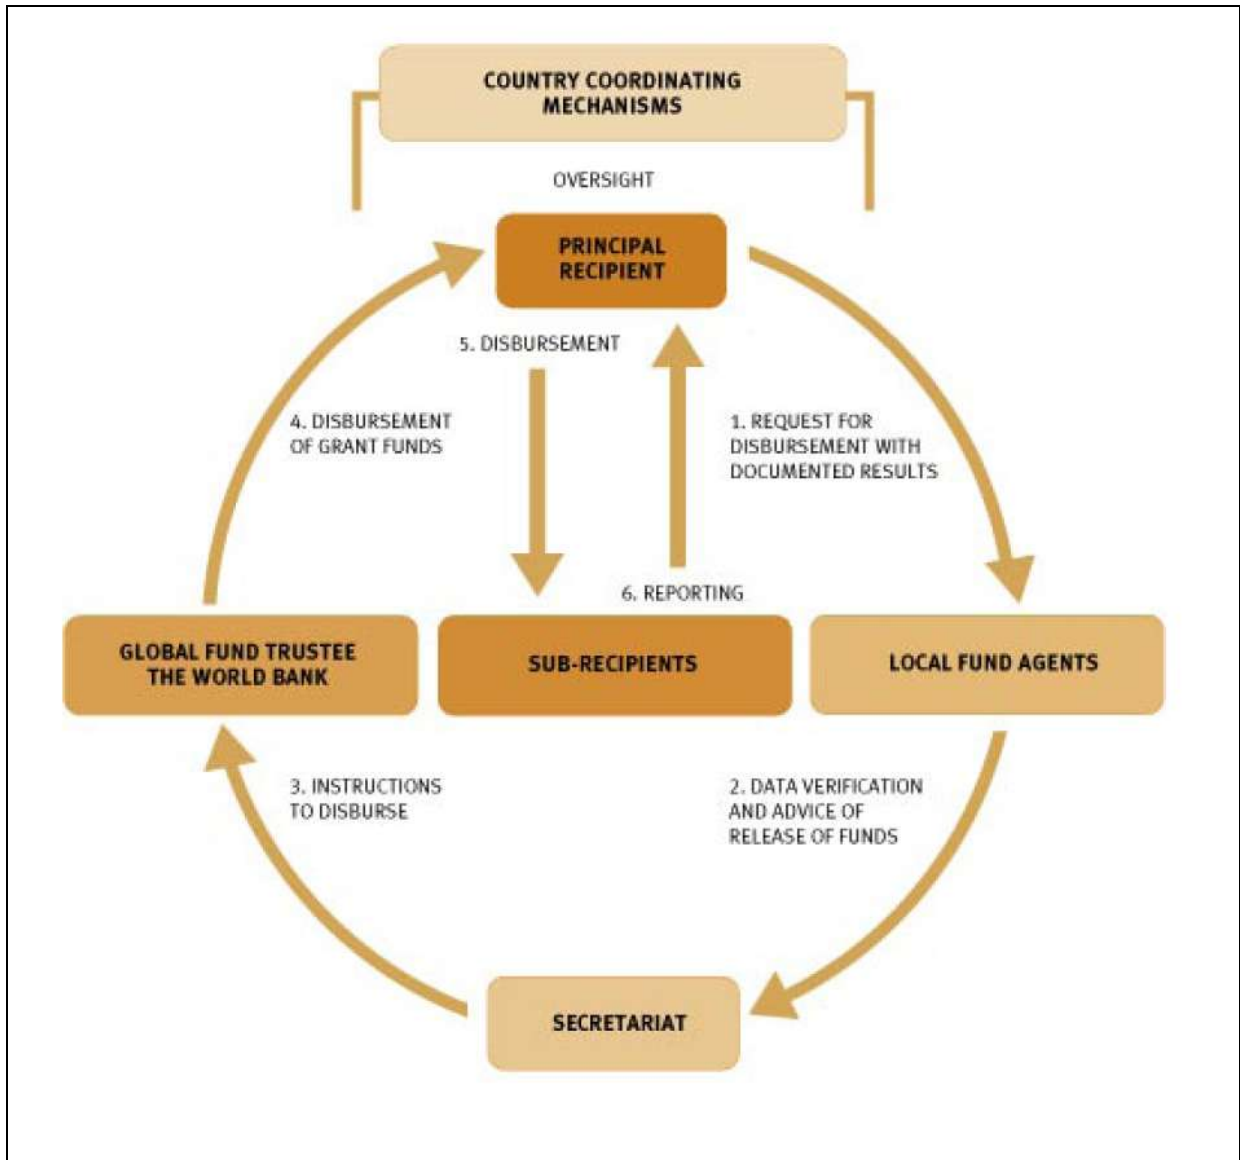 COUNTRY COORDINATING
MECHANISMS
OVERSIGHT
PRINCIPAL
RECIPIENT
5. DISBURSEMENT
4. DISBURSEMENT
OF GRANT FUNDS
1. REQUEST FOR
DISBURSEMENT WITH
DOCUMENTED RESULTS
6. REPORTING
GLOBAL FUND TRUSTEE
THE WORLD BANK
SUB-RECIPIENTS
LOCAL FUND AGENTS
3. INSTRUCTIONS
TO DISBURSE
2. DATA VERIFICATION
AND ADVICE OF
RELEASE OF FUNDS
SECRETARIAT